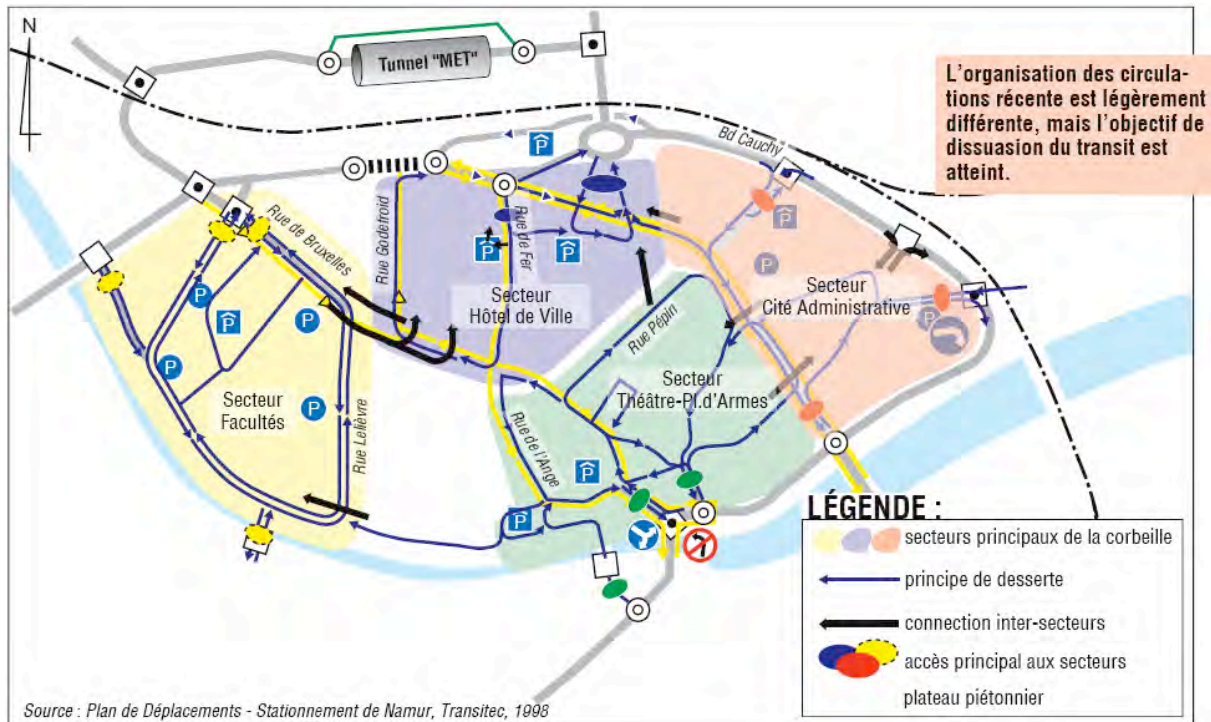 N
Tunnel "MET"
L'organisation des circula-
tions récente est légèrement
différente, mais l'objectif de
dissuasion du transit est
atteint.
Bd Cauchy
P
Rue de Bruxelles
Rue Godefroid
Rue de Fer
P
P
P
P
P
Secteur
Hôtel de Ville
Secteur
Cité Administrative
P
P
P
P
P
Rue Pépin
Secteur
Théâtre-Pl.d'Armes
Secteur
Facultés
P
Rue Lelièvre
Rue de l'Ange
P
P
LÉGENDE :
secteurs principaux de la corbeille
principe de desserte
connection inter-secteurs
accès principal aux secteurs
plateau piétonnier
Source : Plan de Déplacements - Stationnement de Namur, Transitec, 1998